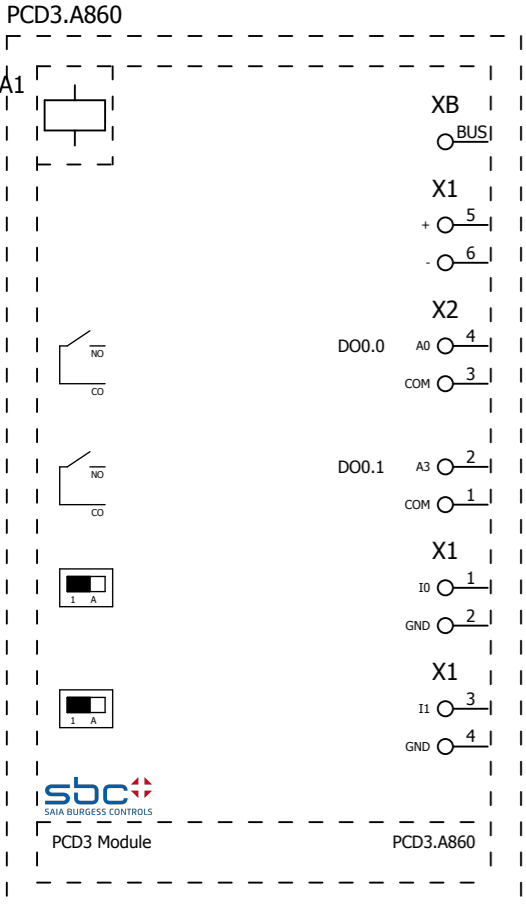 PCD3.A860
A1
XB
BUS
X1
+ 5
- 6
X2
DO0.0 A0 4
NO
COM 3
CO
DO0.1 A3 2
NO
COM 1
CO
X1
I0 1
1 A
GND 2
X1
I1 3
1 A
GND 4
sbc
SAIA BURGESS CONTROLS
PCD3 Module PCD3.A860